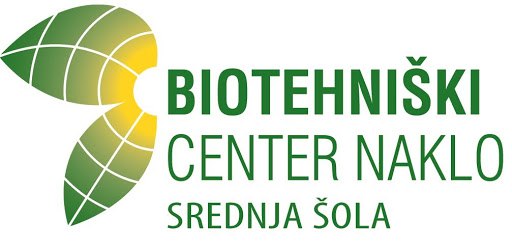 BIOTEHNIŠKI
CENTER NAKLO
SREDNJA ŠOLA